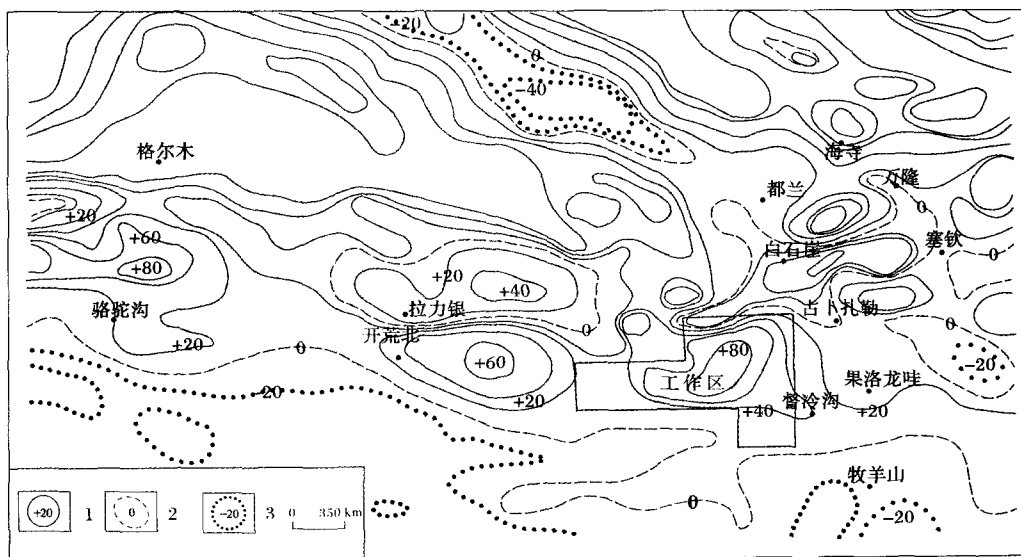 -20
0
-40
海寺
格尔木
万隆
都兰
0
+20
+60
塞钦
白石崖
0
+80
+20
+40
拉力银
占卜扎勒
骆驼沟
0
开荒北
+20
0
+80
+60
-20
工作区
果洛龙哇
-20
+20
+40
督冷沟
+20
牧羊山
0
-20
+20 1 0 2 -20 3 0 350 km